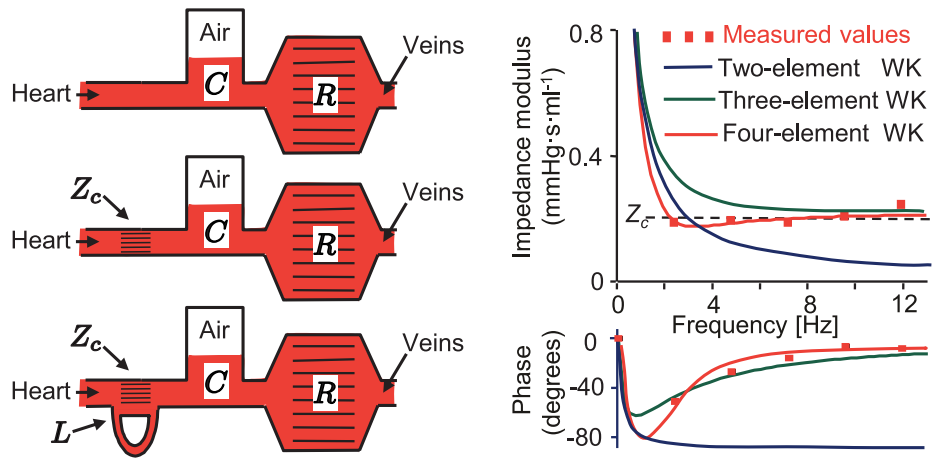 Air
C
R
Veins
Heart
Zc
Air
C
R
Veins
Heart
Zc
Air
C
R
Veins
Heart
L
Impedance modulus
(mmHg·s·ml-1)
0.8
0.4
Zc
0
Measured values
Two-element WK
Three-element WK
Four-element WK
0 4 8 12
Frequency [Hz]
Phase
(degrees)
0
-40
-80